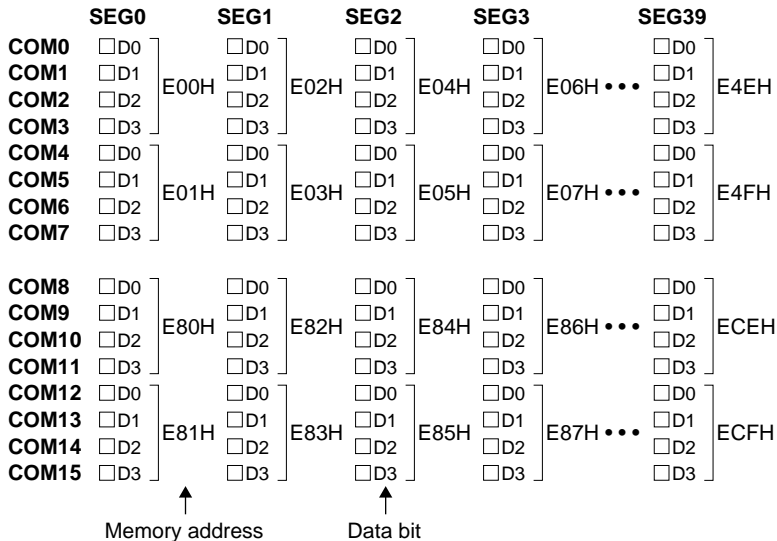 SEG0 SEG1 SEG2 SEG3 SEG39
COM0 D0 D0 D0 D0 D0
COM1 D1 D1 D1 D1 D1
E00H E02H E04H E06H ••• E4EH
COM2 D2 D2 D2 D2 D2
COM3 D3 D3 D3 D3 D3
COM4 D0 D0 D0 D0 D0
COM5 D1 D1 D1 D1 D1
E01H E03H E05H E07H ••• E4FH
COM6 D2 D2 D2 D2 D2
COM7 D3 D3 D3 D3 D3
COM8 D0 D0 D0 D0 D0
COM9 D1 D1 D1 D1 D1
E80H E82H E84H E86H ••• ECEH
COM10 D2 D2 D2 D2 D2
COM11 D3 D3 D3 D3 D3
COM12 D0 D0 D0 D0 D0
COM13 D1 D1 D1 D1 D1
E81H E83H E85H E87H ••• ECFH
COM14 D2 D2 D2 D2 D2
COM15 D3 D3 D3 D3 D3
Memory address Data bit